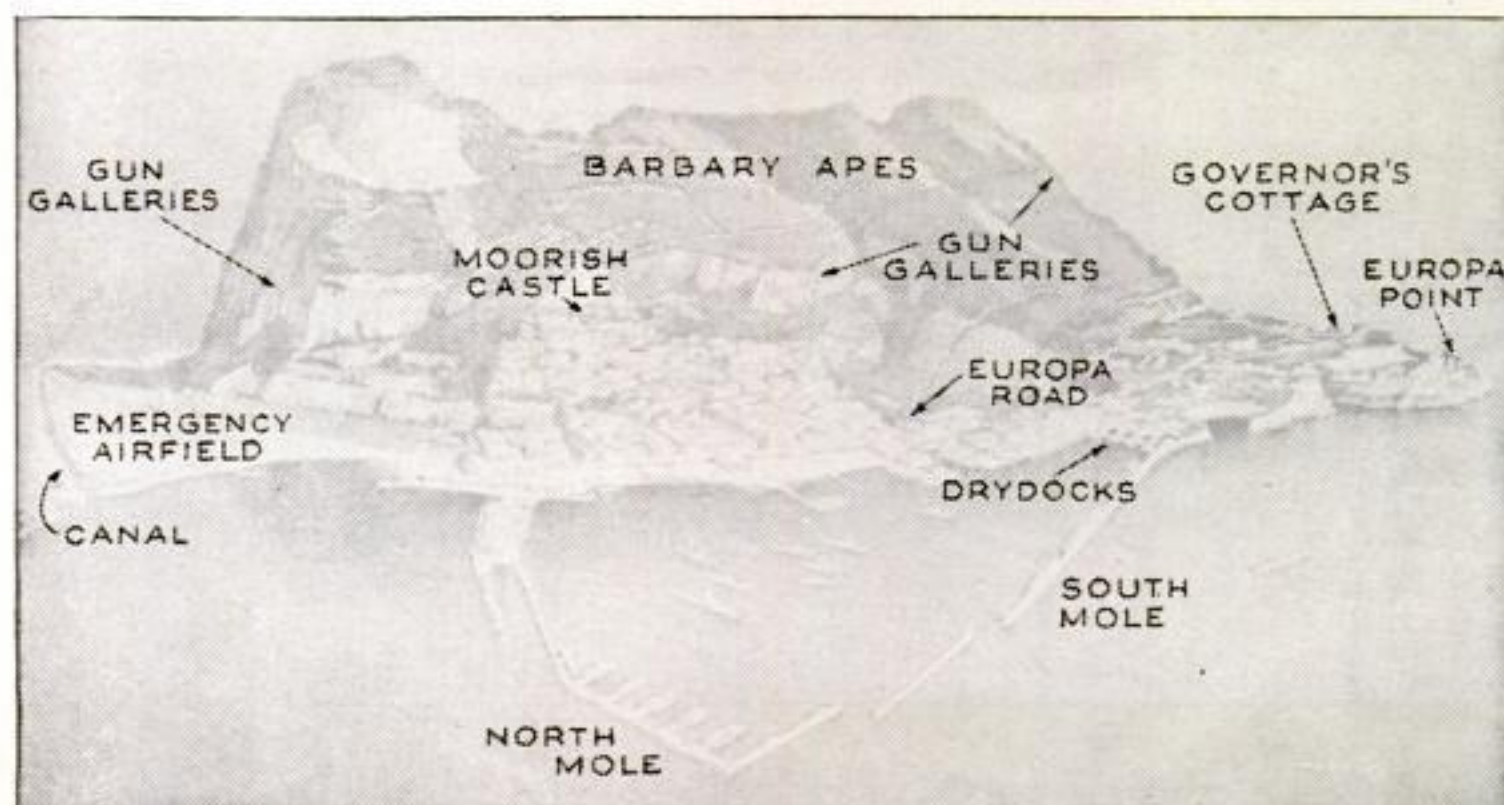 GUN
GALLERIES
BARBARY APES
GOVERNOR'S
COTTAGE
MOORISH
CASTLE
GUN
GALLERIES
EUROPA
POINT
EUROPA
ROAD
EMERGENCY
AIRFIELD
DRYDOCKS
CANAL
SOUTH
MOLE
NORTH
MOLE